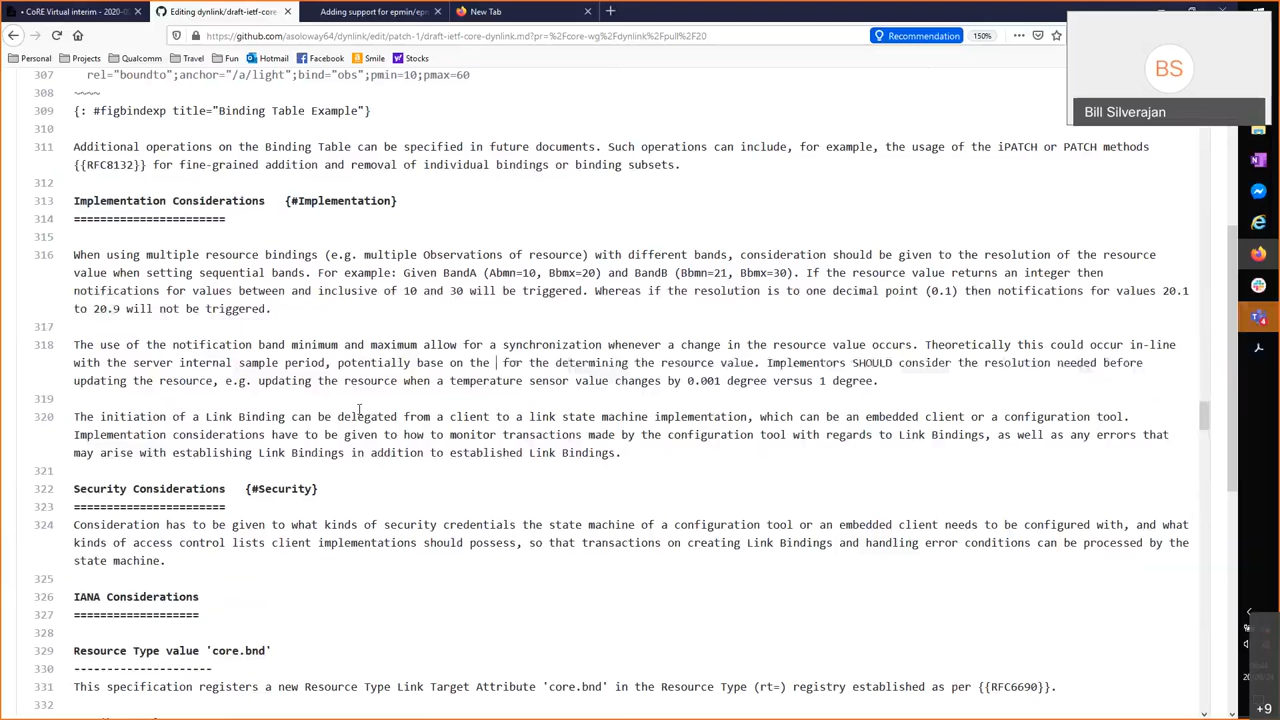 CoRE Virtual interim - 2020-0
Editing dynlink/draft-ietf-core
Adding support for epmin/epm
New Tab
https://github.com/asoloway64/dynlink/edit/patch-1/draft-ietf-core-dynlink.md?pr=%2Fcore-wg%2Fdynlink%2Fpull%2F20
Recommendation
150%
Personal
Projects
Qualcomm
Travel
Fun
Hotmail
Facebook
Smile
Stocks
BS
Bill Silverajan
307 rel="boundto";anchor="/a/light";bind="obs";pmin=10;pmax=60
308 ~~~~
309 {: #figbindexp title="Binding Table Example"}
310
311 Additional operations on the Binding Table can be specified in future documents. Such operations can include, for example, the usage of the iPATCH or PATCH methods
{{RFC8132}} for fine-grained addition and removal of individual bindings or binding subsets.
312
313 Implementation Considerations   {#Implementation}
314 =======================
315
316 When using multiple resource bindings (e.g. multiple Observations of resource) with different bands, consideration should be given to the resolution of the resource
value when setting sequential bands. For example: Given BandA (Abmn=10, Bbmx=20) and BandB (Bbmn=21, Bbmx=30). If the resource value returns an integer then
notifications for values between and inclusive of 10 and 30 will be triggered. Whereas if the resolution is to one decimal point (0.1) then notifications for values 20.1
to 20.9 will not be triggered.
317
318 The use of the notification band minimum and maximum allow for a synchronization whenever a change in the resource value occurs. Theoretically this could occur in-line
with the server internal sample period, potentially base on the  for the determining the resource value. Implementors SHOULD consider the resolution needed before
updating the resource, e.g. updating the resource when a temperature sensor value changes by 0.001 degree versus 1 degree.
319
320 The initiation of a Link Binding can be delegated from a client to a link state machine implementation, which can be an embedded client or a configuration tool.
Implementation considerations have to be given to how to monitor transactions made by the configuration tool with regards to Link Bindings, as well as any errors that
may arise with establishing Link Bindings in addition to established Link Bindings.
321
322 Security Considerations   {#Security}
323 =======================
324 Consideration has to be given to what kinds of security credentials the state machine of a configuration tool or an embedded client needs to be configured with, and what
kinds of access control lists client implementations should possess, so that transactions on creating Link Bindings and handling error conditions can be processed by the
state machine.
325
326 IANA Considerations
327 ===================
328
329 Resource Type value 'core.bnd'
330 ---------------------
331 This specification registers a new Resource Type Link Target Attribute 'core.bnd' in the Resource Type (rt=) registry established as per {{RFC6690}}.
332
+9